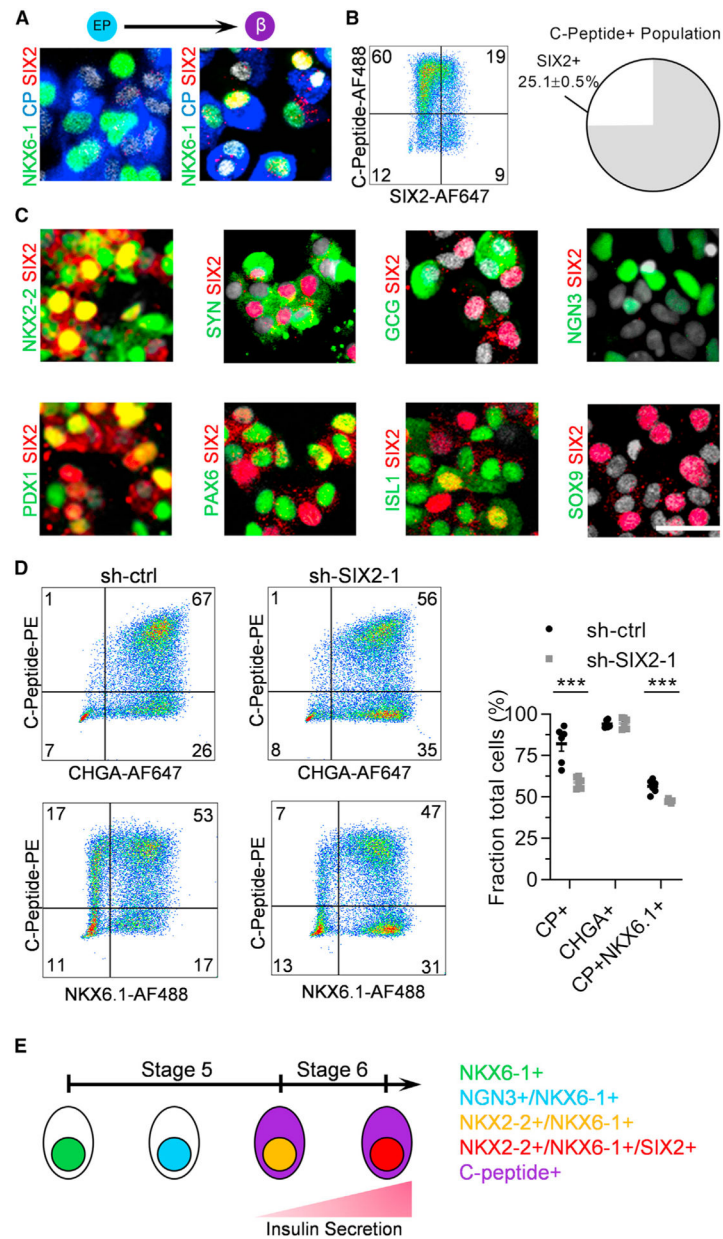 A
EP
β
NKX6-1 CP SIX2
NKX6-1 CP SIX2
B
60
19
12
9
C-Peptide-AF488
SIX2-AF647
C-Peptide+ Population
SIX2+
25.1±0.5%
C
NKX2-2 SIX2
SYN SIX2
GCG SIX2
NGN3 SIX2
PDX1 SIX2
PAX6 SIX2
ISL1 SIX2
SOX9 SIX2
D
sh-ctrl
1
67
7
26
C-Peptide-PE
CHGA-AF647
sh-SIX2-1
1
56
8
35
C-Peptide-PE
CHGA-AF647
17
53
11
17
C-Peptide-PE
NKX6.1-AF488
7
47
13
31
C-Peptide-PE
NKX6.1-AF488
sh-ctrl
sh-SIX2-1
***
***
100
75
50
25
0
Fraction total cells (%)
CP+
CHGA+
CP+NKX6.1+
E
Stage 5
Stage 6
Insulin Secretion
NKX6-1+
NGN3+/NKX6-1+
NKX2-2+/NKX6-1+
NKX2-2+/NKX6-1+/SIX2+
C-peptide+